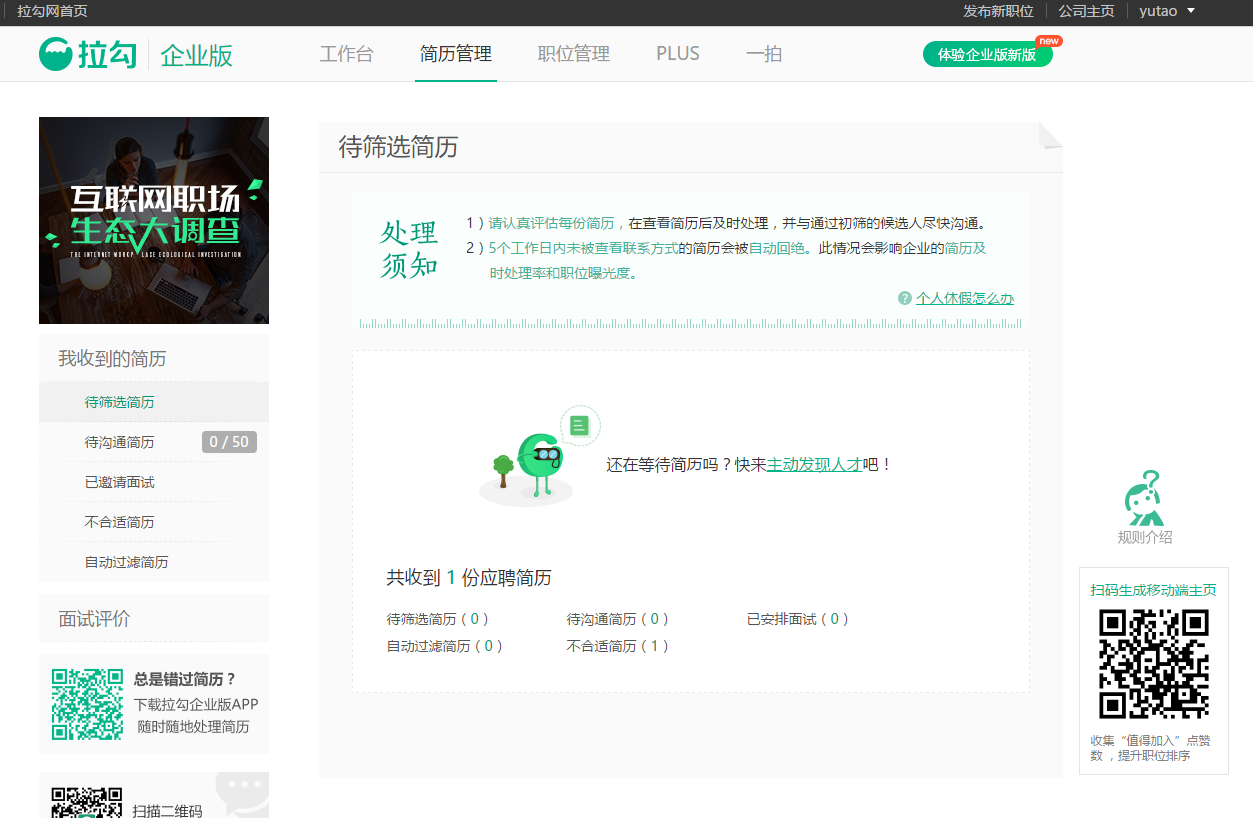 拉勾网首页
发布新职位
公司主页
yutao
拉勾
企业版
工作台
简历管理
职位管理
PLUS
一拍
体验企业版新版
new
互联网职场
生态大调查
THE INTERNET WORKPLACE ECOLOGICAL INVESTIGATION
我收到的简历
待筛选简历
待沟通简历
0 / 50
已邀请面试
不合适简历
自动过滤简历
面试评价
总是错过简历？
下载拉勾企业版APP
随时随地处理简历
扫描二维码
待筛选简历
处理
须知
1）请认真评估每份简历，在查看简历后及时处理，并与通过初筛的候选人尽快沟通。
2）5个工作日内未被查看联系方式的简历会被自动回绝。此情况会影响企业的简历及
时处理率和职位曝光度。
? 个人休假怎么办
还在等待简历吗？快来主动发现人才吧！
共收到 1 份应聘简历
待筛选简历（0） 待沟通简历（0） 已安排面试（0）
自动过滤简历（0） 不合适简历（1）
规则介绍
扫码生成移动端主页
收集“值得加入”点赞
数，提升职位排序